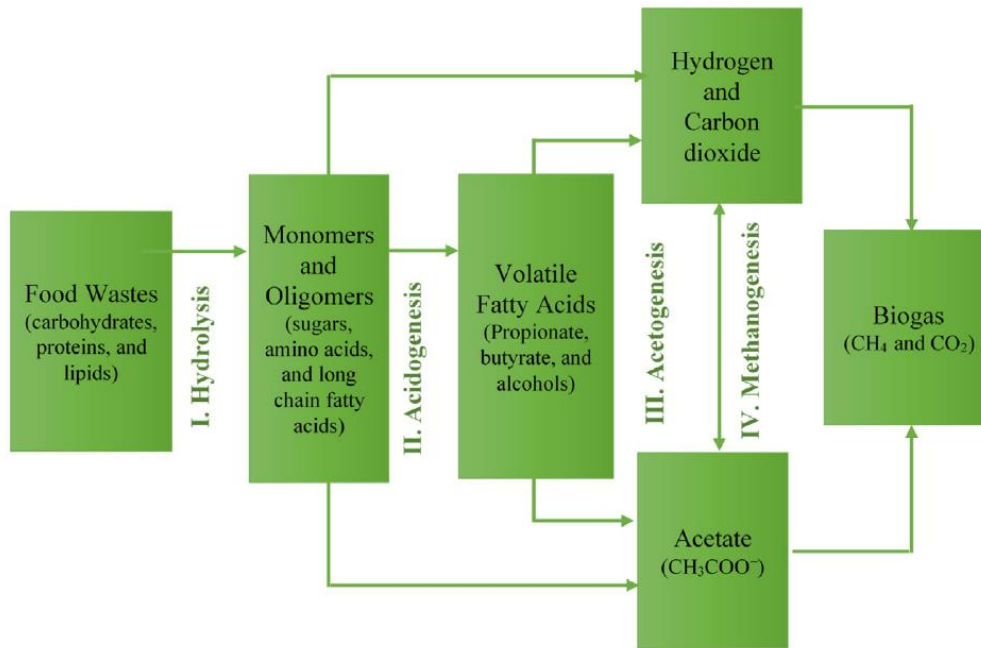 Food Wastes
(carbohydrates,
proteins, and
lipids)
I. Hydrolysis
Monomers
and
Oligomers
(sugars,
amino acids,
and long
chain fatty
acids)
II. Acidogenesis
Volatile
Fatty Acids
(Propionate,
butyrate, and
alcohols)
III. Acetogenesis
IV. Methanogenesis
Hydrogen
and
Carbon
dioxide
Acetate
(CH₃COO⁻)
Biogas
(CH₄ and CO₂)